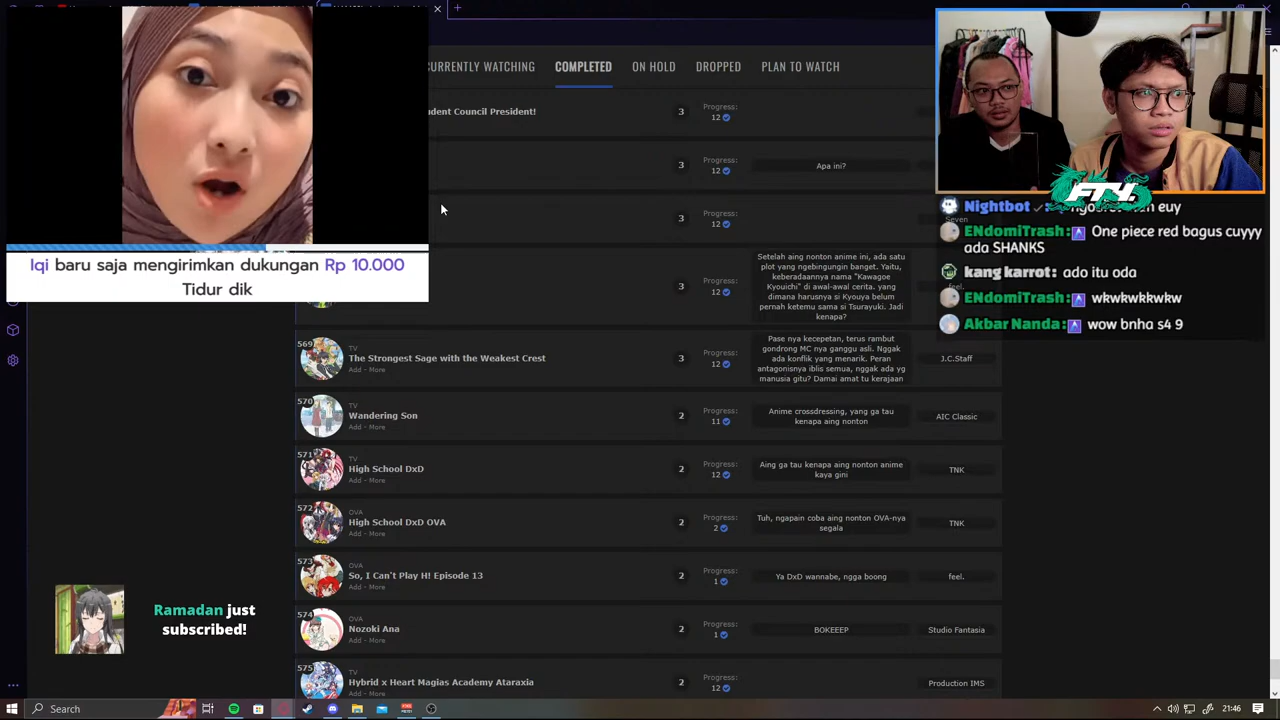 CURRENTLY WATCHING
COMPLETED
ON HOLD
DROPPED
PLAN TO WATCH
Student Council President!
3
Progress:
12
3
Progress:
12
Apa ini?
3
Progress:
12
Seven
Iqi baru saja mengirimkan dukungan Rp 10.000
Tidur dik
3
Progress:
12
Setelah aing nonton anime ini, ada satu
plot yang ngebingungin banget. Yaitu,
keberadaannya nama "Kawagoe
Kyouichi" di awal-awal cerita. yang
dimana harusnya si Kyouya belum
pernah ketemu sama si Tsurayuki. Jadi
kenapa?
feel.
569
TV
The Strongest Sage with the Weakest Crest
Add - More
3
Progress:
12
Pase nya kecepetan, terus rambut
gondrong MC nya ganggu asli. Nggak
ada konflik yang menarik. Peran
antagonisnya iblis semua, nggak ada yg
manusia gitu? Damai amat tu kerajaan
J.C.Staff
570
TV
Wandering Son
Add - More
2
Progress:
11
Anime crossdressing, yang ga tau
kenapa aing nonton
AIC Classic
571
TV
High School DxD
Add - More
2
Progress:
12
Aing ga tau kenapa aing nonton anime
kaya gini
TNK
572
OVA
High School DxD OVA
Add - More
2
Progress:
2
Tuh, ngapain coba aing nonton OVA-nya
segala
TNK
573
OVA
So, I Can't Play H! Episode 13
Add - More
2
Progress:
1
Ya DxD wannabe, ngga boong
feel.
574
OVA
Nozoki Ana
Add - More
2
Progress:
1
BOKEEEP
Studio Fantasia
575
TV
Hybrid x Heart Magias Academy Ataraxia
Add - More
2
Progress:
12
Production IMS
FTV.
Nightbot
euy
ENdomiTrash: One piece red bagus cuyyy
ada SHANKS
kang karrot: ado itu oda
ENdomiTrash: wkwkwkkwkw
Akbar Nanda: wow bnha s4 9
Ramadan just
subscribed!
Search
21:46